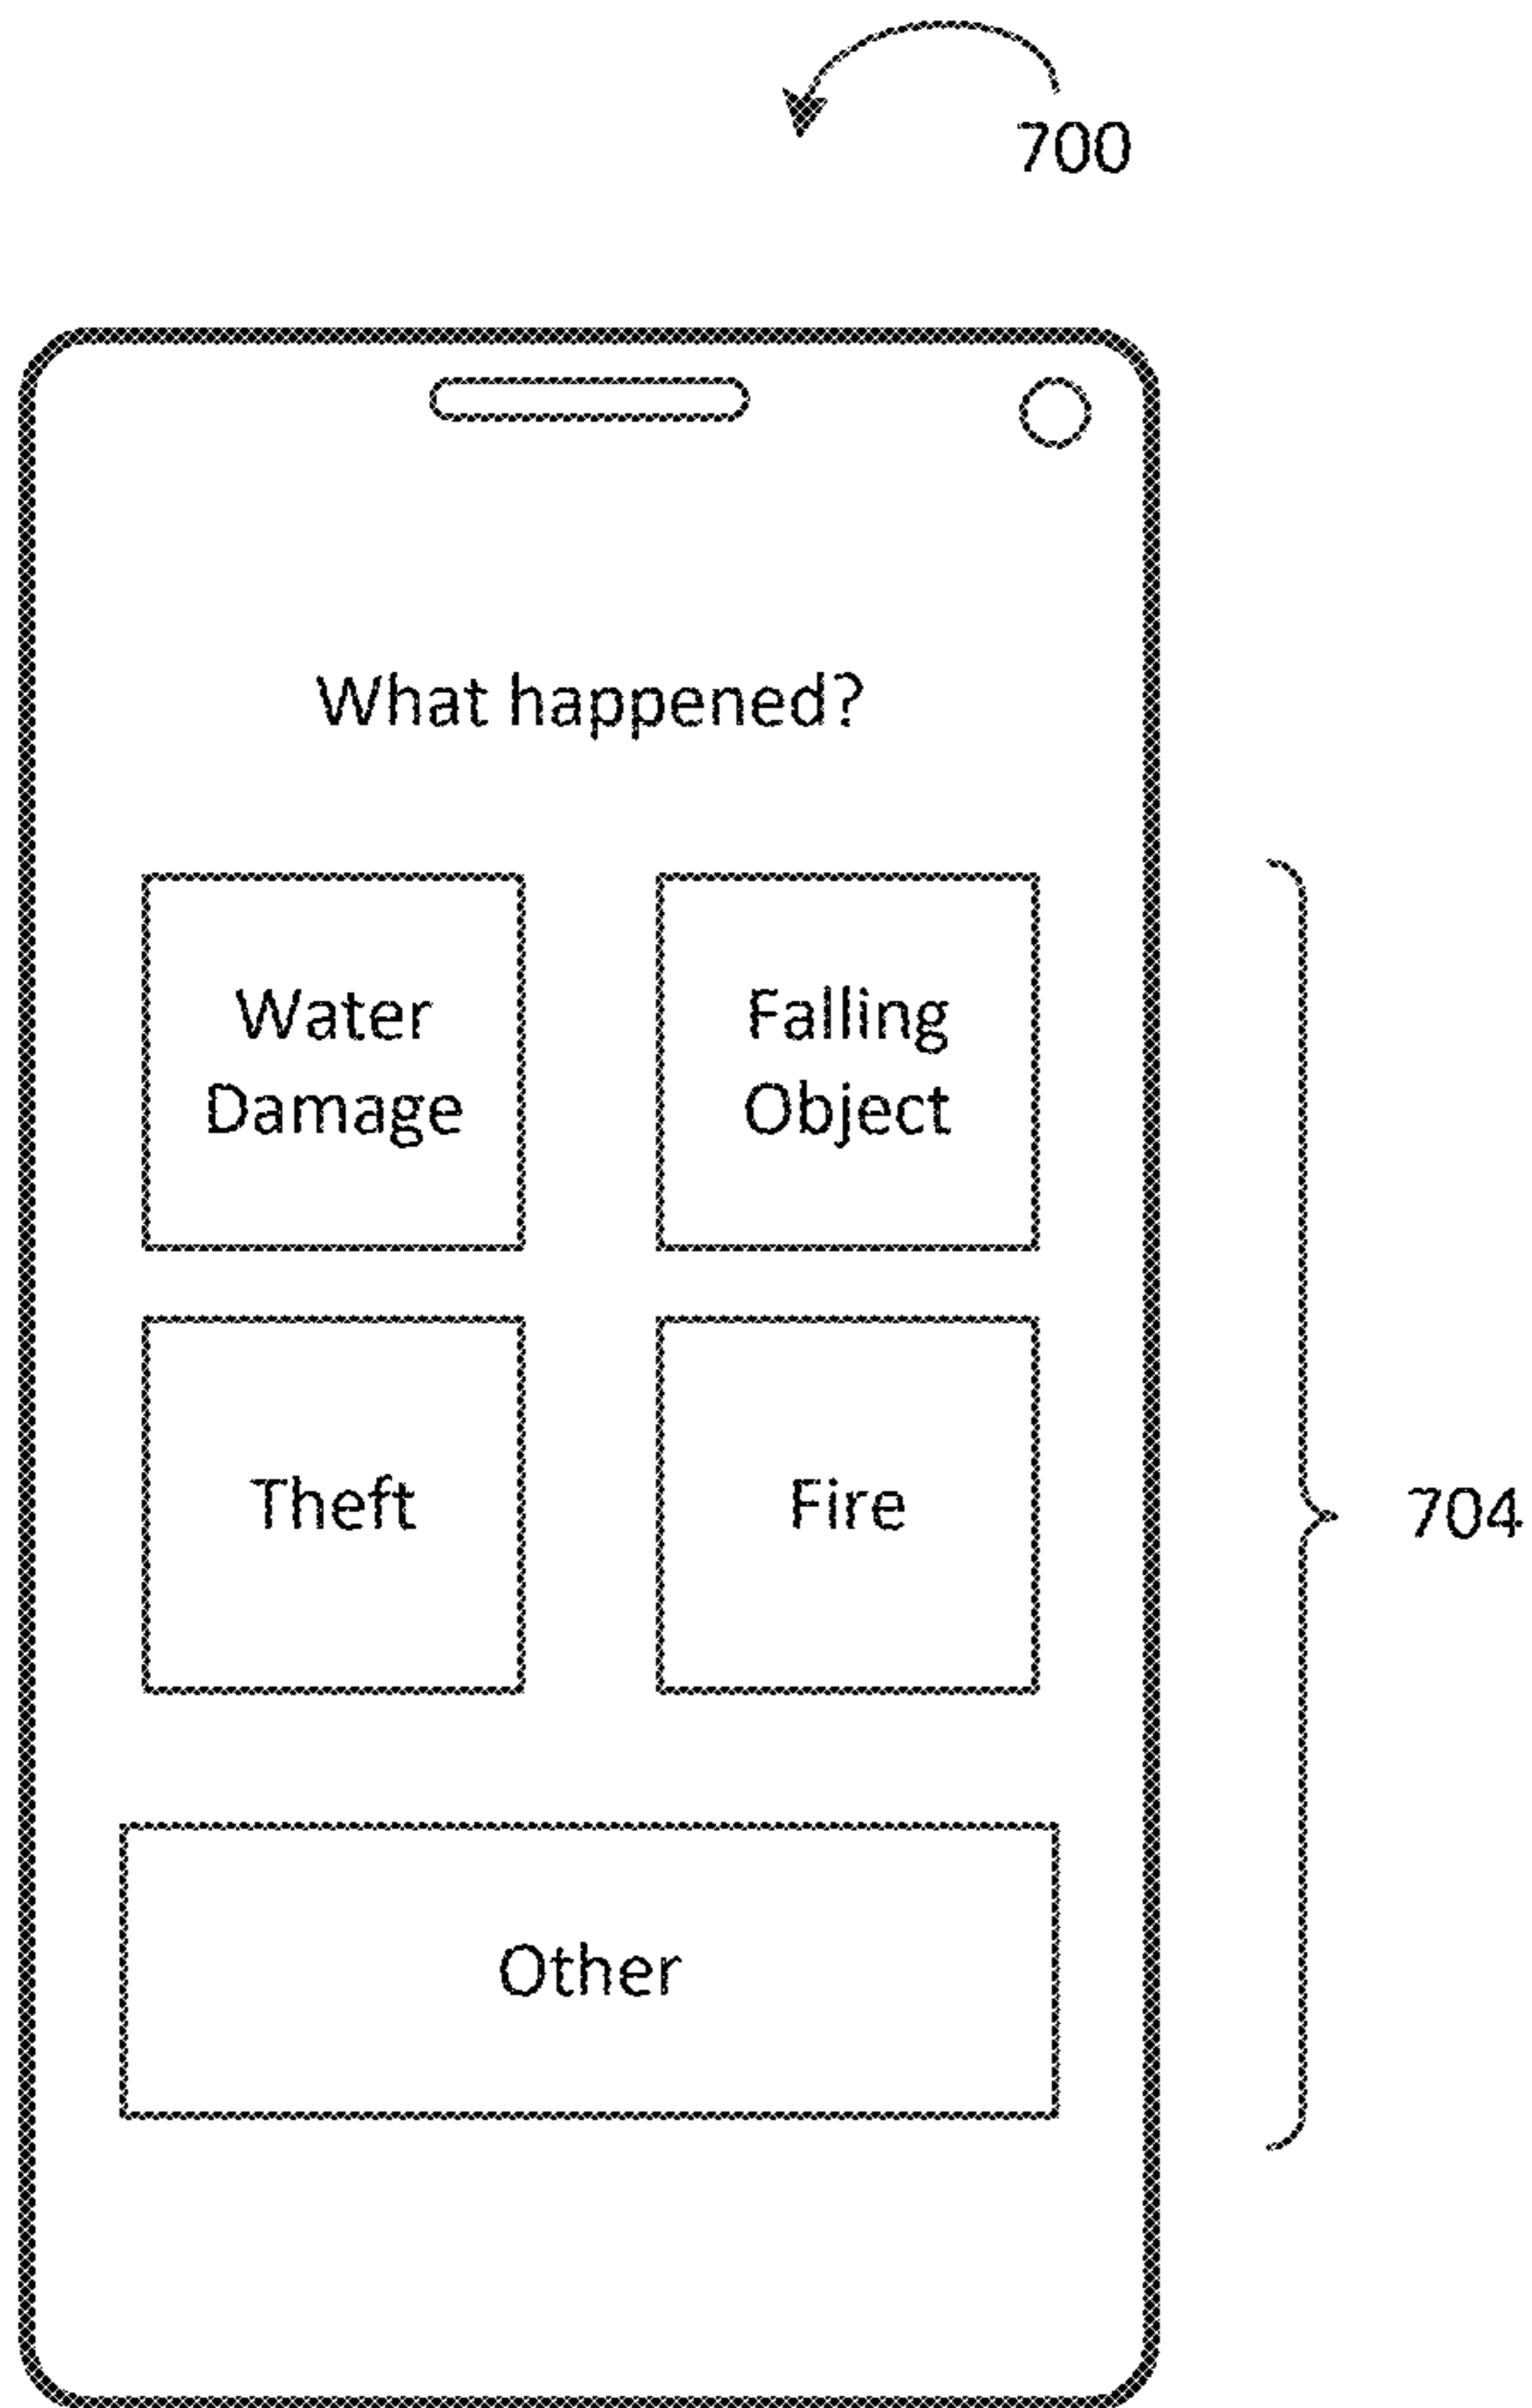 700
What happened?
Water
Damage
Falling
Object
Theft
Fire
704
Other